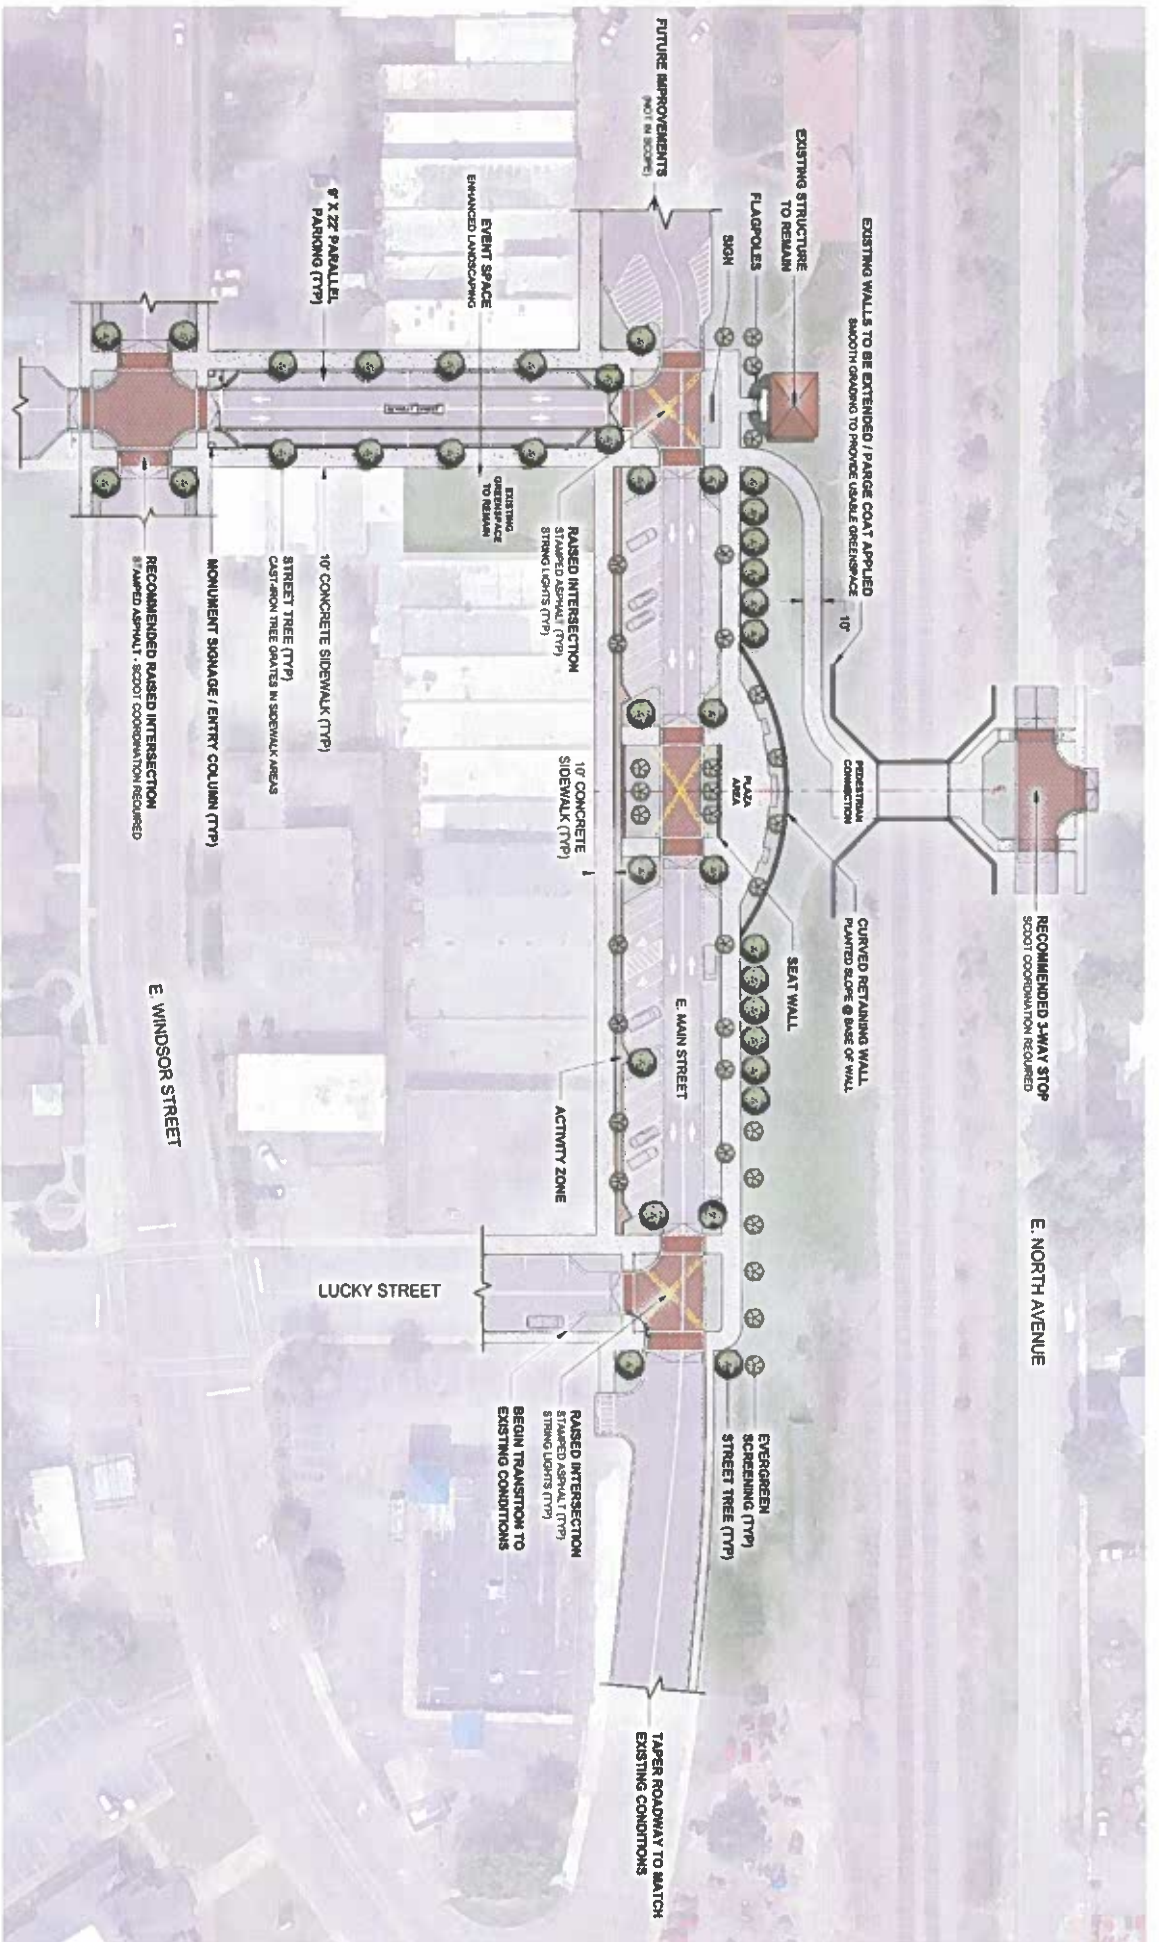 EXISTING WALLS TO BE EXTENDED / PARGE COAT APPLIED
SMOOTH GRADING TO PROVIDE USABLE GREENSPACE
EXISTING STRUCTURE
TO REMAIN
FLAGPOLES
SIGN
FUTURE IMPROVEMENTS
(NOT IN SCOPE)
10'
PEDESTRIAN
CONNECTION
RECOMMENDED 3-WAY STOP
SCDOT COORDINATION REQUIRED
E. NORTH AVENUE
CURVED RETAINING WALL
PLANTED SLOPE @ BASE OF WALL
SEAT WALL
PLAZA
AREA
EVERGREEN
SCREENING (TYP)
STREET TREE (TYP)
E. MAIN STREET
TAPER ROADWAY TO MATCH
EXISTING CONDITIONS
RAISED INTERSECTION
STAMPED ASPHALT (TYP)
STRING LIGHTS (TYP)
10' CONCRETE
SIDEWALK (TYP)
ACTIVITY ZONE
RAISED INTERSECTION
STAMPED ASPHALT (TYP)
STRING LIGHTS (TYP)
BEGIN TRANSITION TO
EXISTING CONDITIONS
EVENT SPACE
ENHANCED LANDSCAPING
EXISTING
GREENSPACE
TO REMAIN
LUCKY STREET
9' X 22' PARALLEL
PARKING (TYP)
10' CONCRETE SIDEWALK (TYP)
STREET TREE (TYP)
CAST-IRON TREE GRATES IN SIDEWALK AREAS
MONUMENT SIGNAGE / ENTRY COLUMN (TYP)
RECOMMENDED RAISED INTERSECTION
STAMPED ASPHALT - SCDOT COORDINATION REQUIRED
E. WINDSOR STREET